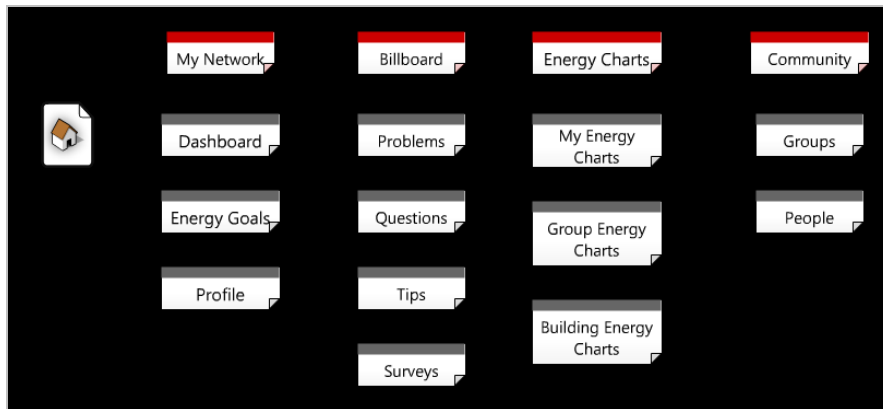 My Network
Billboard
Energy Charts
Community
Dashboard
Problems
My Energy
Charts
Groups
Energy Goals
Questions
Group Energy
Charts
People
Profile
Tips
Building Energy
Charts
Surveys